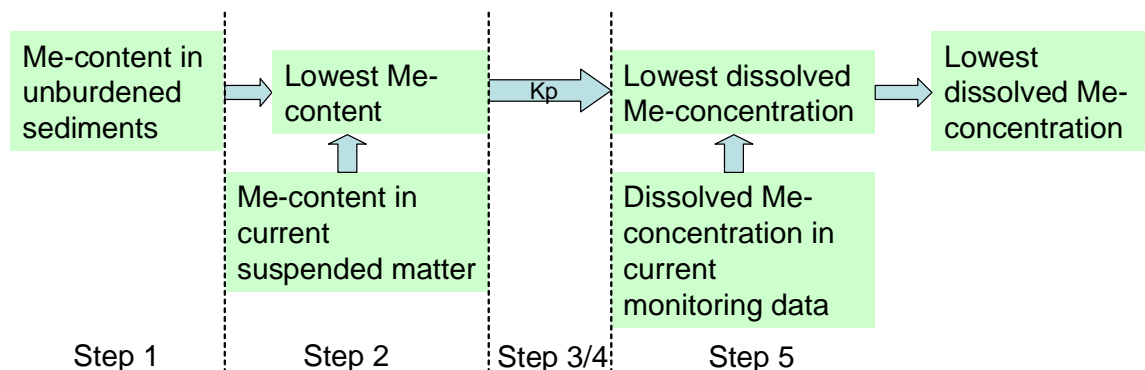 Me-content in
unburdened
sediments
Lowest Me-
content
Kp
Lowest dissolved
Me-concentration
Lowest
dissolved Me-
concentration
Me-content in
current
suspended matter
Dissolved Me-
concentration in
current
monitoring data
Step 1
Step 2
Step 3/4
Step 5